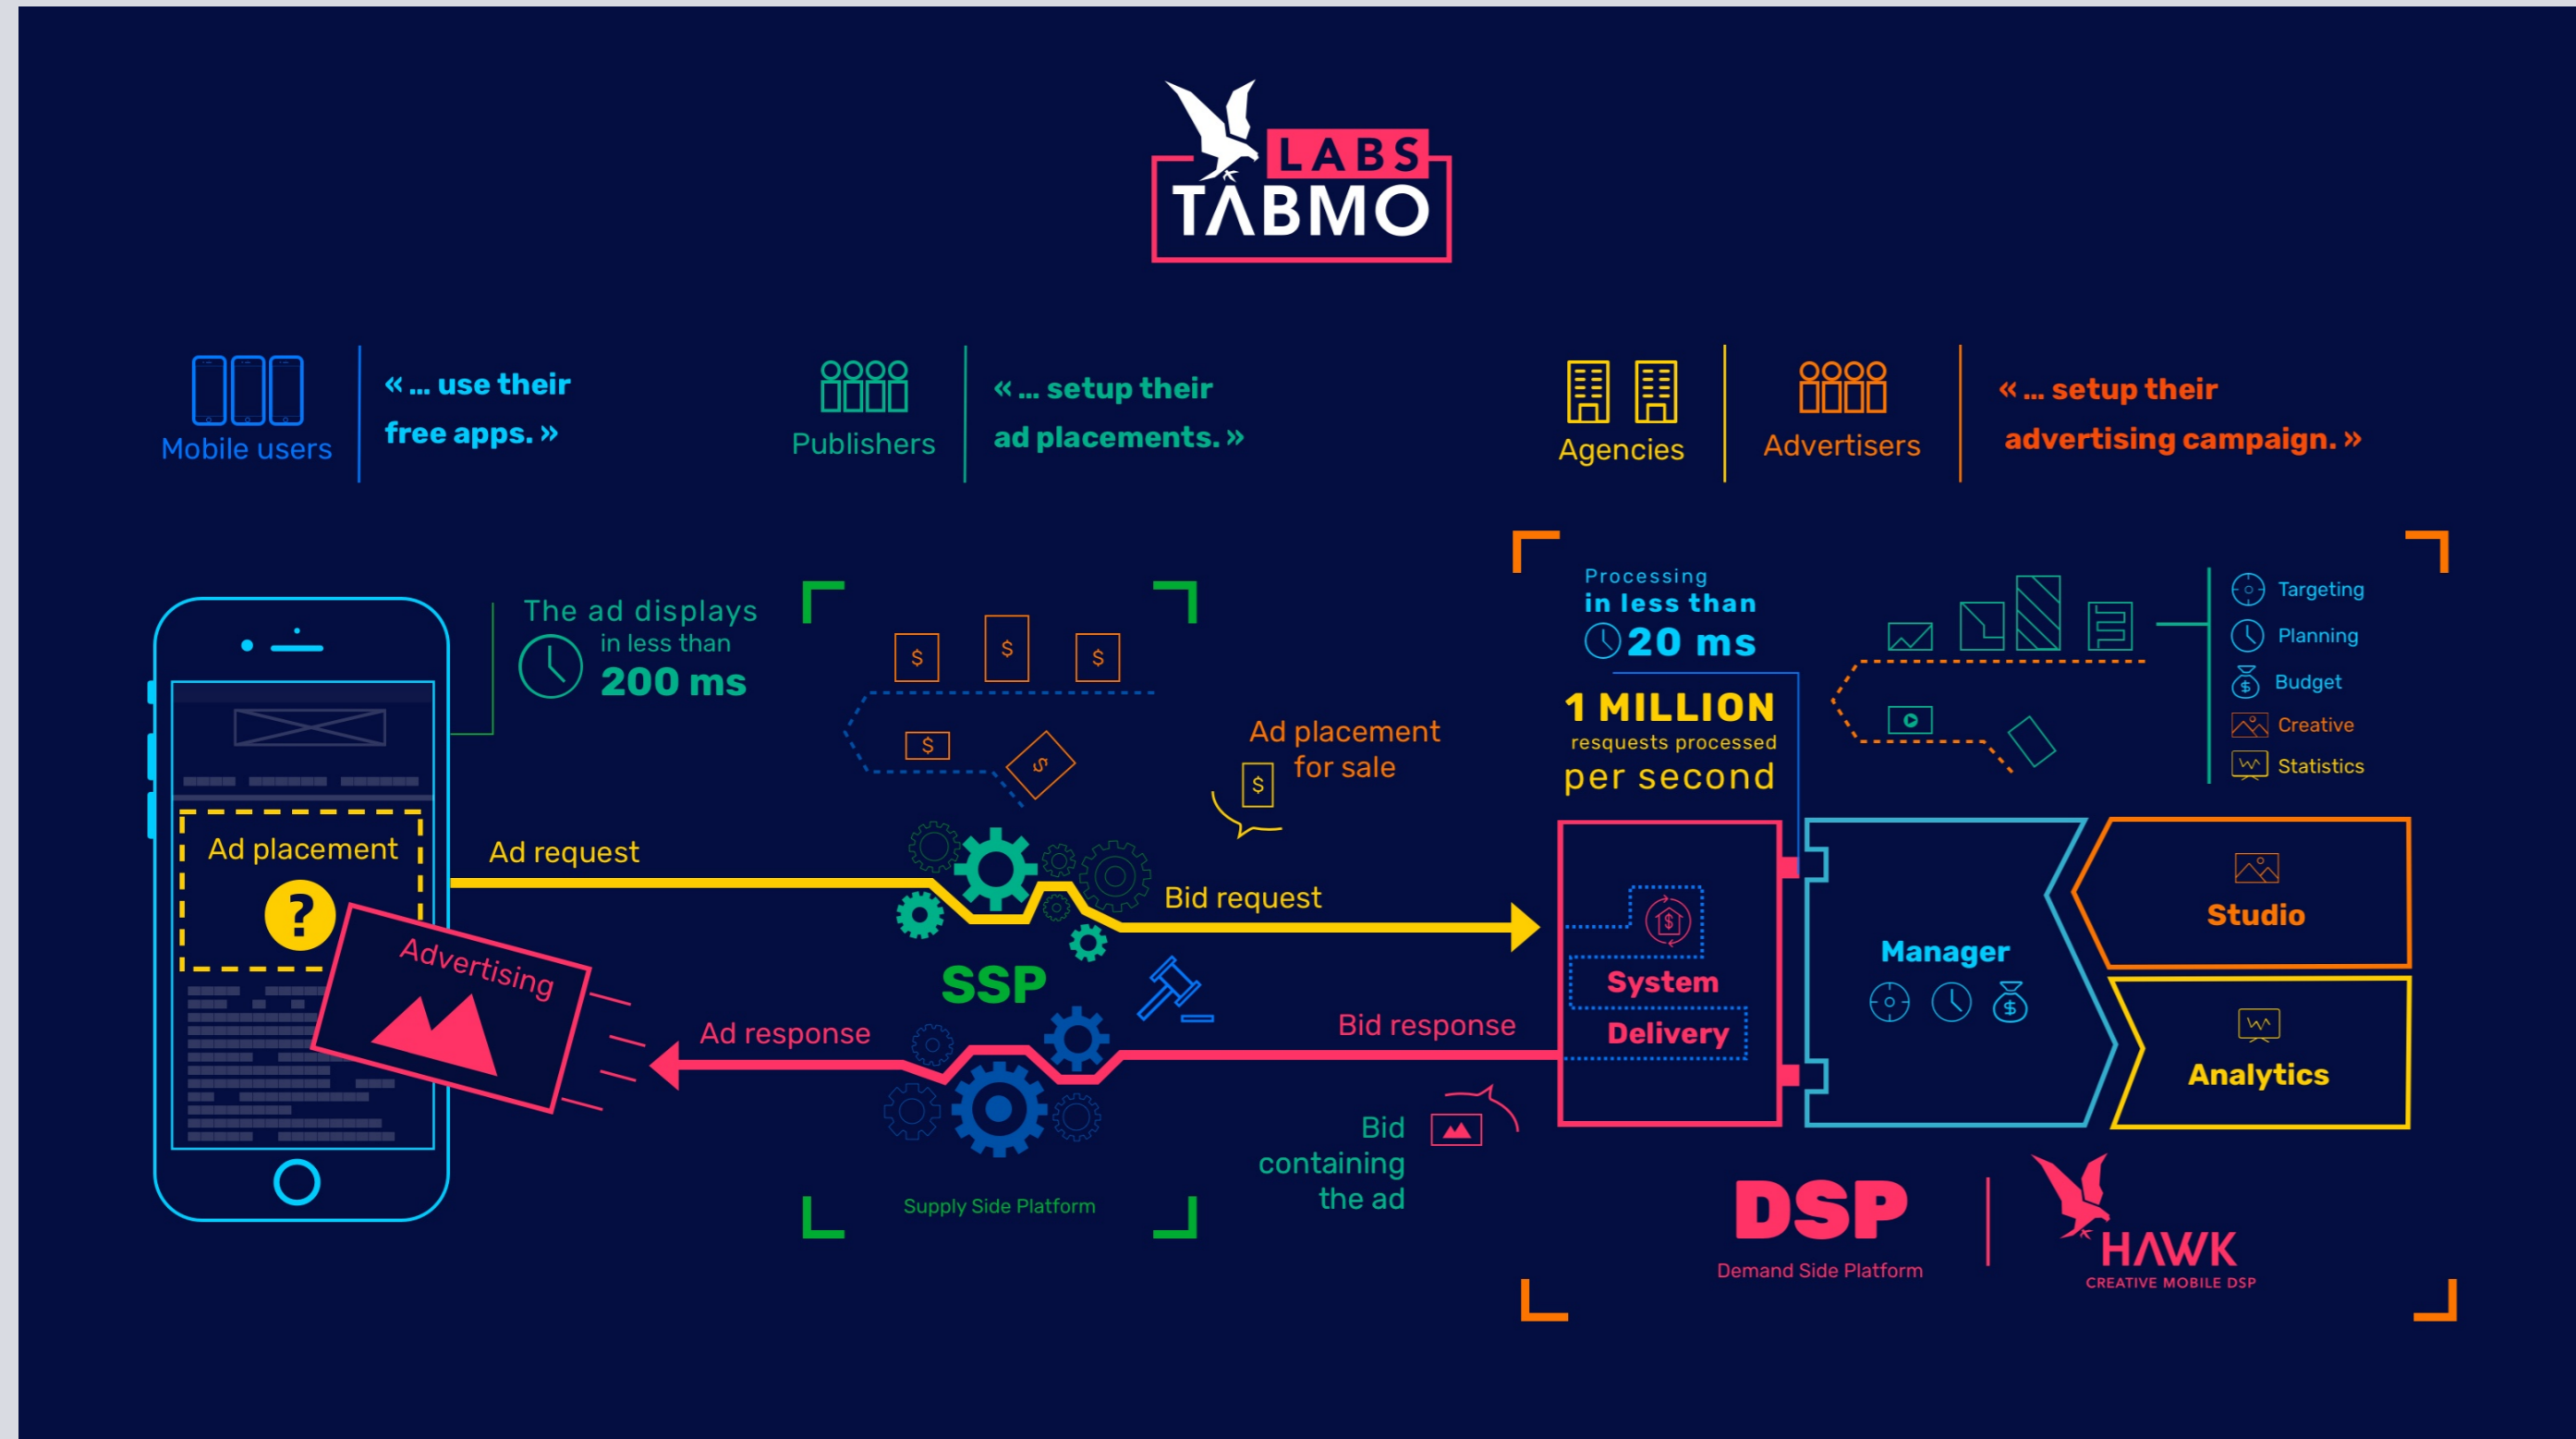 LABS
TABMO
Mobile users
« ... use their
free apps. »
Publishers
« ... setup their
ad placements. »
Agencies
Advertisers
« ... setup their
advertising campaign. »
The ad displays
in less than
200 ms
Ad placement
?
Advertising
Ad request
Ad response
$ $ $
$ $
SSP
Supply Side Platform
Ad placement
for sale
$
Bid request
Bid response
Bid
containing
the ad
Processing
in less than
20 ms
1 MILLION
resquests processed
per second
Targeting
Planning
$ Budget
Creative
Statistics
$
System
Delivery
Manager
$
Studio
Analytics
DSP
Demand Side Platform
HAWK
CREATIVE MOBILE DSP